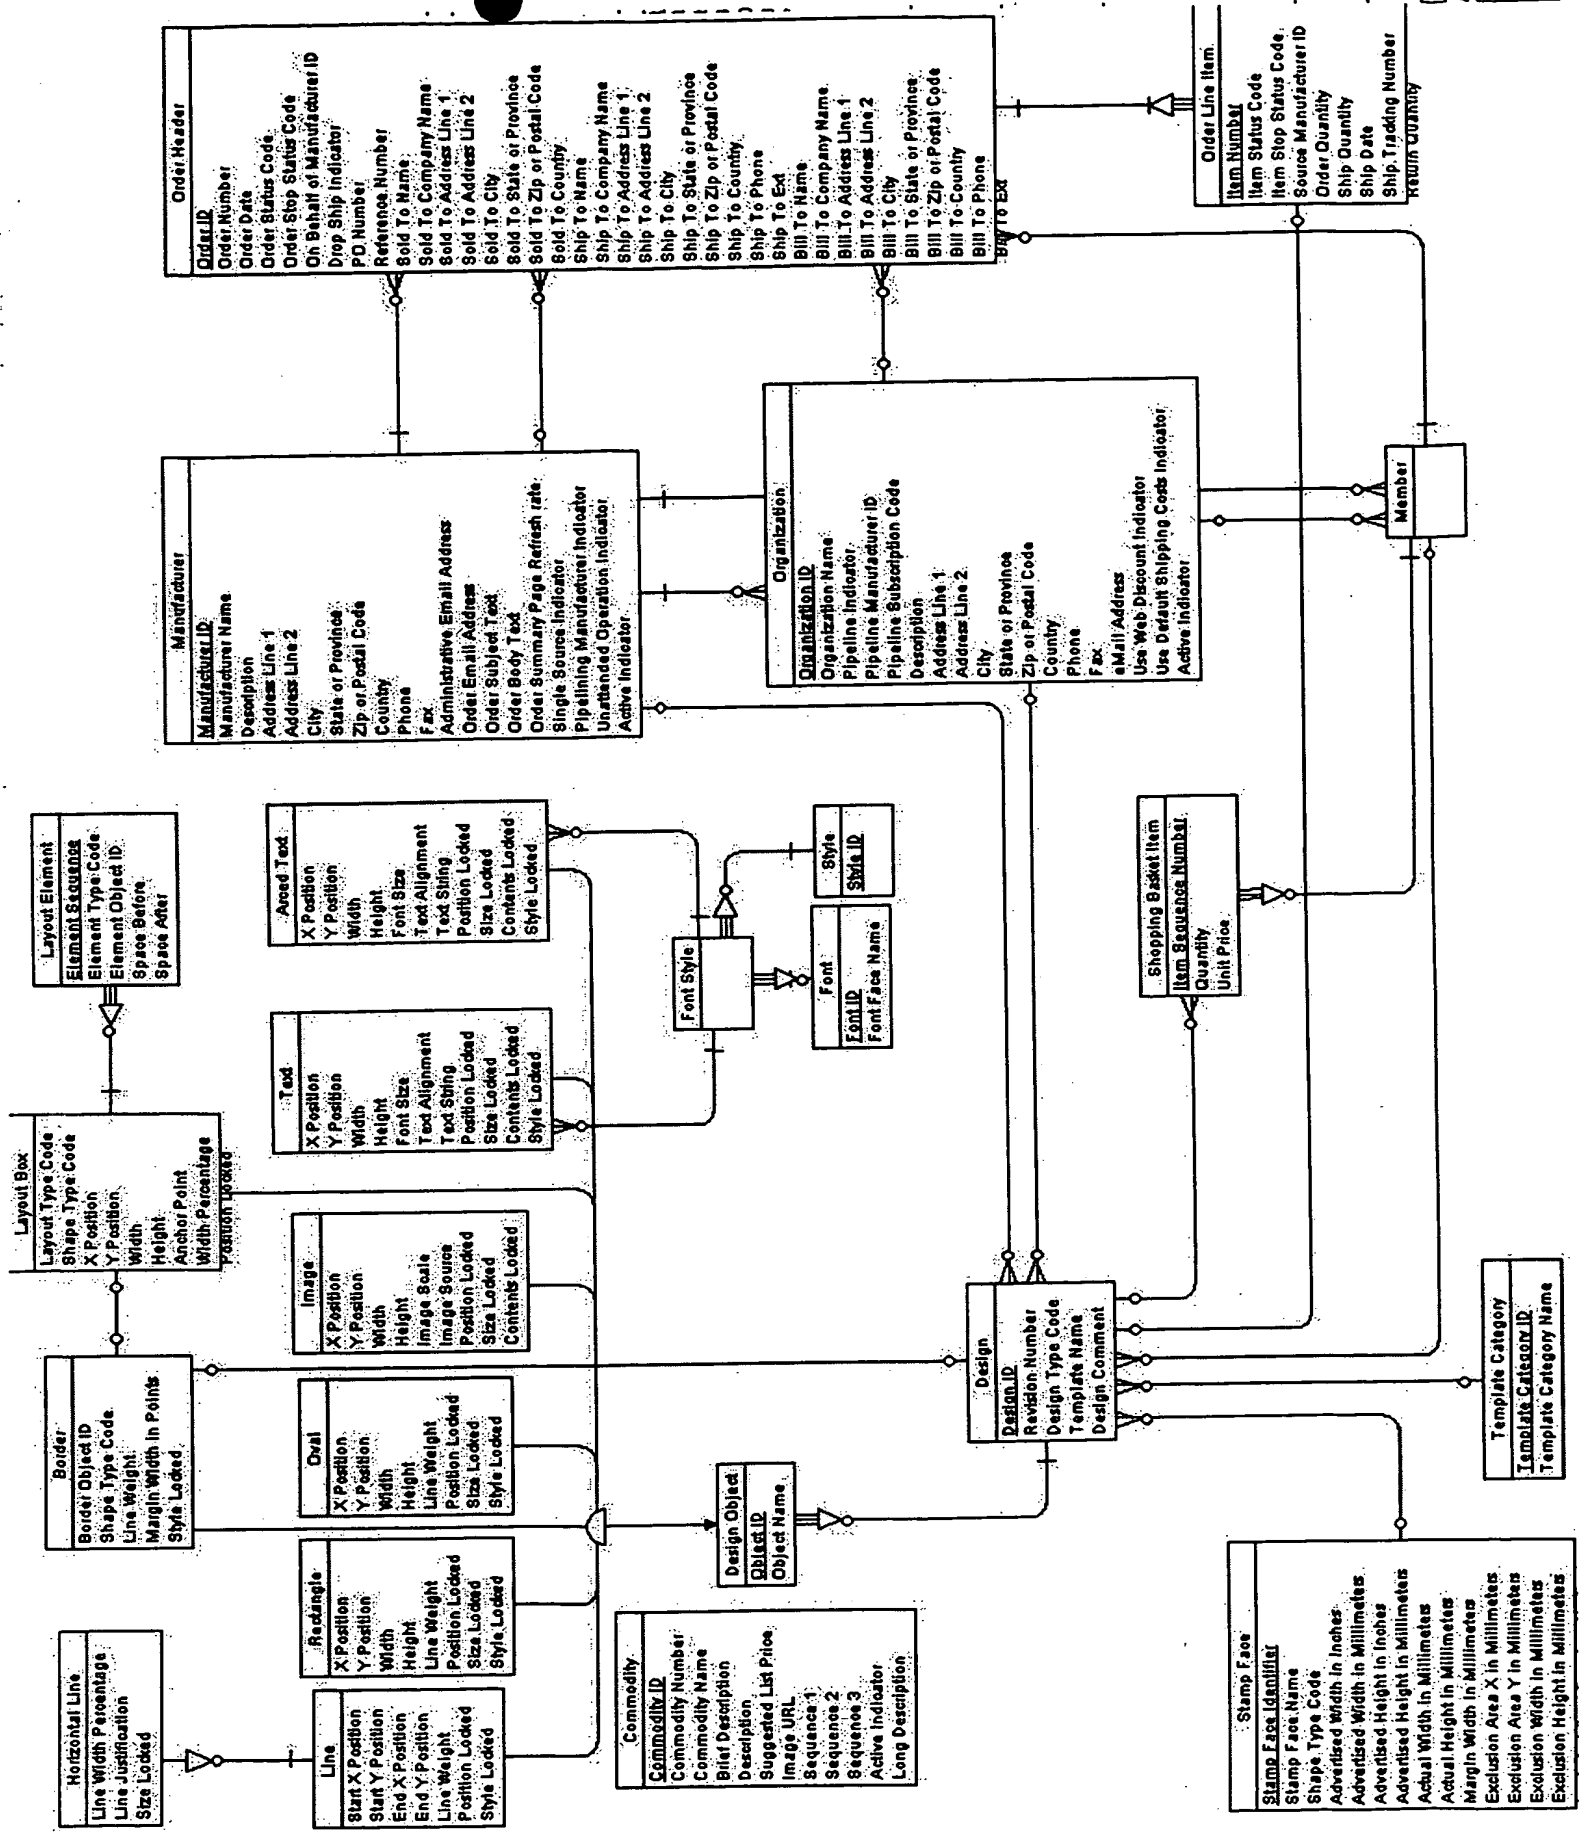 Layout Element
Element Sequence
Element Type Code
Element Object ID
Space Before
Space After
Layout Box
Layout Type Code
Shape Type Code
X Position
Y Position
Width
Height
Anchor Point
Width Percentage
Position Locked
Border
Border Object ID
Shape Type Code
Line Weight
Margin Width In Points
Style Locked
Horizontal Line
Line Width Percentage
Line Justification
Size Locked
Line
Start X Position
Start Y Position
End X Position
End Y Position
Line Weight
Position Locked
Style Locked
Rectangle
X Position
Y Position
Width
Height
Line Weight
Position Locked
Size Locked
Style Locked
Oval
X Position
Y Position
Width
Height
Line Weight
Position Locked
Size Locked
Style Locked
Image
X Position
Y Position
Width
Height
Image Scale
Image Source
Position Locked
Size Locked
Contents Locked
Text
X Position
Y Position
Width
Height
Font Size
Text Alignment
Text String
Position Locked
Size Locked
Contents Locked
Style Locked
Arced Text
X Position
Y Position
Width
Height
Font Size
Text Alignment
Text String
Position Locked
Size Locked
Contents Locked
Style Locked
Manufacturer
Manufacturer ID
Manufacturer Name
Description
Address Line 1
Address Line 2
City
State or Province
Zip or Postal Code
Country
Phone
Fax
Administrative Email Address
Order Email Address
Order Subject Text
Order Body Text
Order Summary Page Refresh rate
Single Source Indicator
Pipelining Manufacturer Indicator
Unattended Operation Indicator
Active Indicator
Order Header
Order ID
Order Number
Order Date
Order Status Code
Order Stop Status Code
On Behalf of Manufacturer ID
Drop Ship Indicator
PO Number
Reference Number
Sold To Name
Sold To Company Name
Sold To Address Line 1
Sold To Address Line 2
Sold To City
Sold To State or Province
Sold To Zip or Postal Code
Sold To Country
Ship To Name
Ship To Company Name
Ship To Address Line 1
Ship To Address Line 2
Ship To City
Ship To State or Province
Ship To Zip or Postal Code
Ship To Country
Ship To Phone
Ship To Ext
Bill To Name
Bill To Company Name
Bill To Address Line 1
Bill To Address Line 2
Bill To City
Bill To State or Province
Bill To Zip or Postal Code
Bill To Country
Bill To Phone
Bill To Ext
Font Style
Style
Style ID
Font
Font ID
Font Face Name
Organization
Organization ID
Organization Name
Pipeline Indicator
Pipeline Manufacturer ID
Pipeline Subscription Code
Description
Address Line 1
Address Line 2
City
State or Province
Zip or Postal Code
Country
Phone
Fax
eMail Address
Use Web Discount Indicator
Use Default Shipping Costs Indicator
Active Indicator
Commodity
Commodity ID
Commodity Number
Commodity Name
Brief Description
Description
Suggested List Price
Image URL
Sequence 1
Sequence 2
Sequence 3
Active Indicator
Long Description
Design Object
Object ID
Object Name
Design
Design ID
Revision Number
Design Type Code
Template Name
Design Comment
Shopping Basket Item
Item Sequence Number
Quantity
Unit Price
Order Line Item
Item Number
Item Status Code
Item Stop Status Code
Source Manufacturer ID
Order Quantity
Ship Quantity
Ship Date
Ship Tracking Number
Return Quantity
Member
Stamp Face
Stamp Face Identifier
Stamp Face Name
Shape Type Code
Advertised Width In Inches
Advertised Width In Millimeters
Advertised Height In Inches
Advertised Height In Millimeters
Actual Width In Millimeters
Actual Height In Millimeters
Margin Width In Millimeters
Exclusion Area X In Millimeters
Exclusion Area Y In Millimeters
Exclusion Width In Millimeters
Exclusion Height In Millimeters
Template Category
Template Category ID
Template Category Name